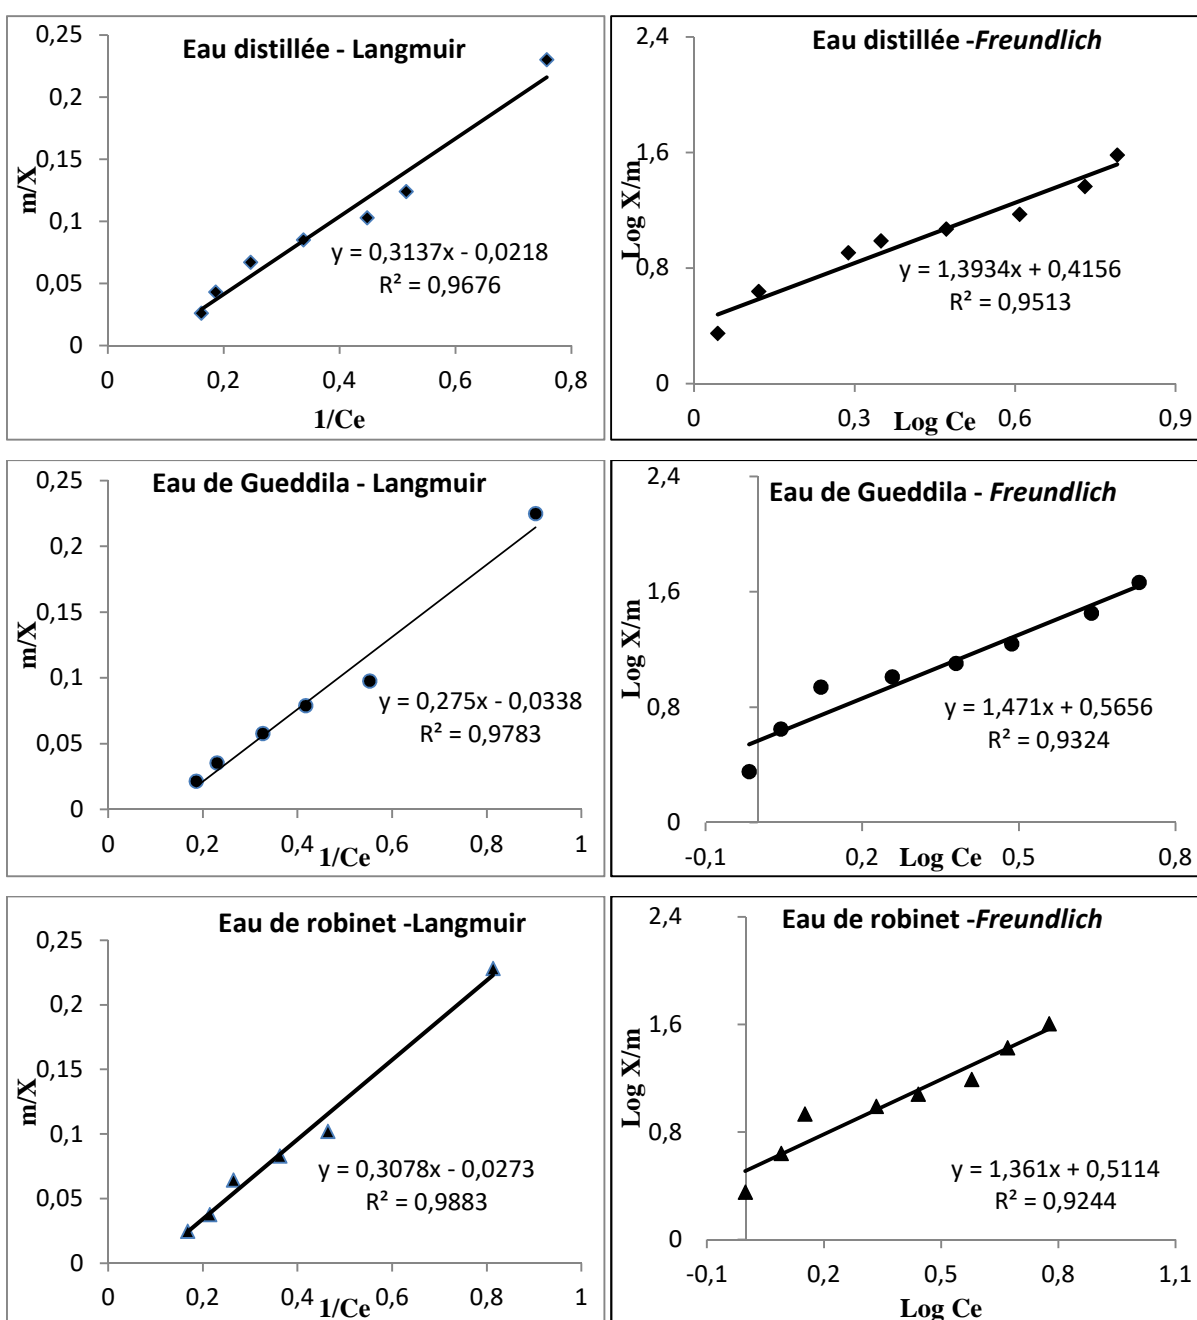 Eau distillée - Langmuir
0,25
0,2
0,15
0,1
0,05
0
m/X
y = 0,3137x - 0,0218
R² = 0,9676
0 0,2 0,4 0,6 0,8
1/Ce
Eau distillée -Freundlich
2,4
1,6
0,8
0
Log X/m
y = 1,3934x + 0,4156
R² = 0,9513
0 0,3 0,6 0,9
Log Ce
Eau de Gueddila - Langmuir
0,25
0,2
0,15
0,1
0,05
0
m/X
y = 0,275x - 0,0338
R² = 0,9783
0 0,2 0,4 0,6 0,8 1
1/Ce
Eau de Gueddila - Freundlich
2,4
1,6
0,8
0
Log X/m
y = 1,471x + 0,5656
R² = 0,9324
-0,1 0,2 0,5 0,8
Log Ce
Eau de robinet -Langmuir
0,25
0,2
0,15
0,1
0,05
0
m/X
y = 0,3078x - 0,0273
R² = 0,9883
0 0,2 0,4 0,6 0,8 1
1/Ce
Eau de robinet -Freundlich
2,4
1,6
0,8
0
Log X/m
y = 1,361x + 0,5114
R² = 0,9244
-0,1 0,2 0,5 0,8 1,1
Log Ce